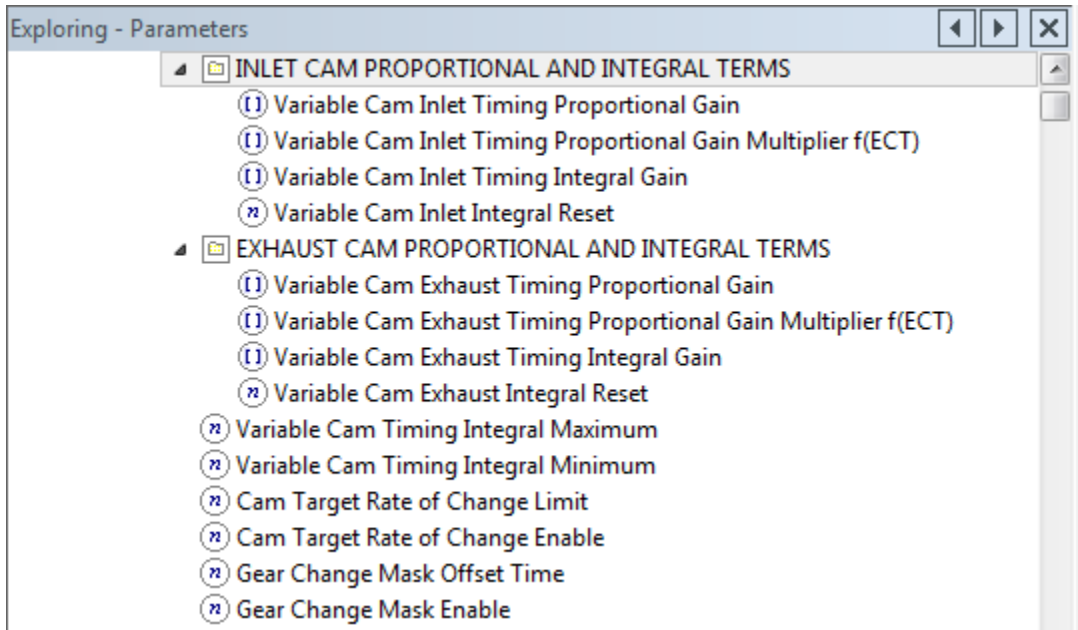 Exploring - Parameters
INLET CAM PROPORTIONAL AND INTEGRAL TERMS
[ ] Variable Cam Inlet Timing Proportional Gain
[ ] Variable Cam Inlet Timing Proportional Gain Multiplier f(ECT)
[ ] Variable Cam Inlet Timing Integral Gain
n Variable Cam Inlet Integral Reset
EXHAUST CAM PROPORTIONAL AND INTEGRAL TERMS
[ ] Variable Cam Exhaust Timing Proportional Gain
[ ] Variable Cam Exhaust Timing Proportional Gain Multiplier f(ECT)
[ ] Variable Cam Exhaust Timing Integral Gain
n Variable Cam Exhaust Integral Reset
n Variable Cam Timing Integral Maximum
n Variable Cam Timing Integral Minimum
n Cam Target Rate of Change Limit
n Cam Target Rate of Change Enable
n Gear Change Mask Offset Time
n Gear Change Mask Enable